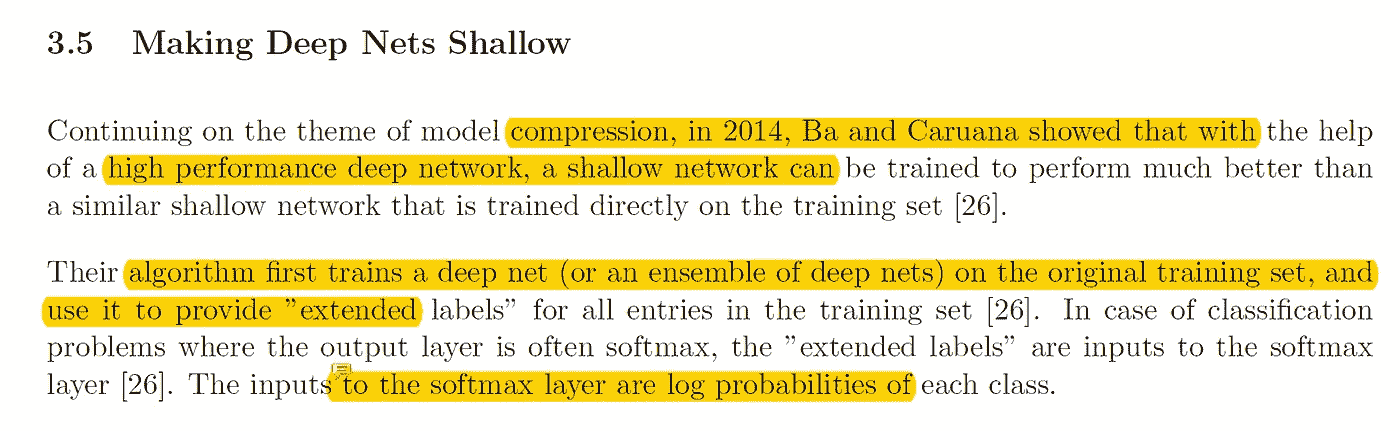 3.5 Making Deep Nets Shallow
Continuing on the theme of model compression, in 2014, Ba and Caruana showed that with the help
of a high performance deep network, a shallow network can be trained to perform much better than
a similar shallow network that is trained directly on the training set [26].
Their algorithm first trains a deep net (or an ensemble of deep nets) on the original training set, and
use it to provide ”extended labels” for all entries in the training set [26]. In case of classification
problems where the output layer is often softmax, the ”extended labels” are inputs to the softmax
layer [26]. The inputs to the softmax layer are log probabilities of each class.